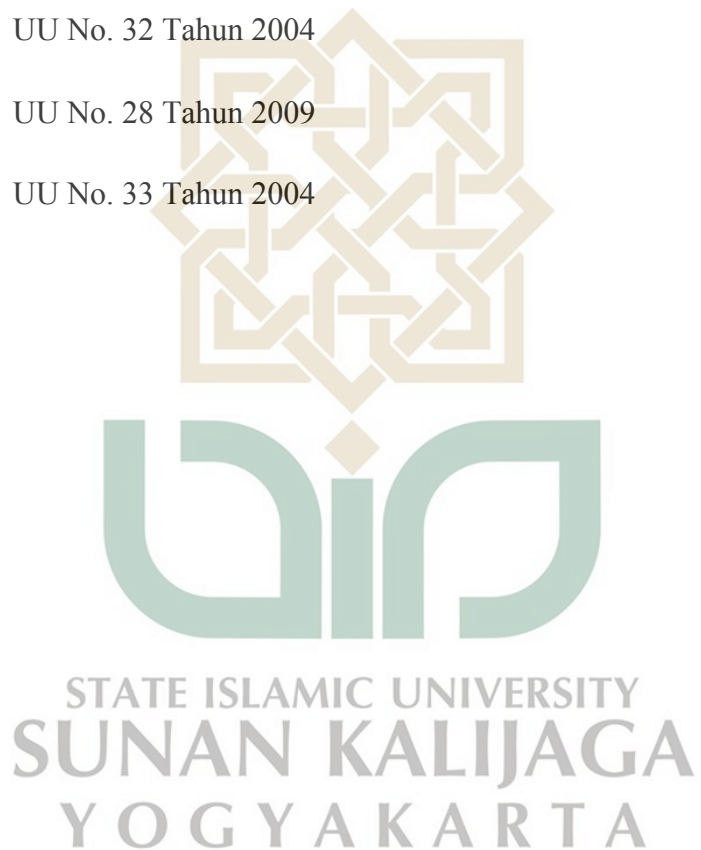 UU No. 32 Tahun 2004
UU No. 28 Tahun 2009
UU No. 33 Tahun 2004
STATE ISLAMIC UNIVERSITY
SUNAN KALIJAGA
YOGYAKARTA